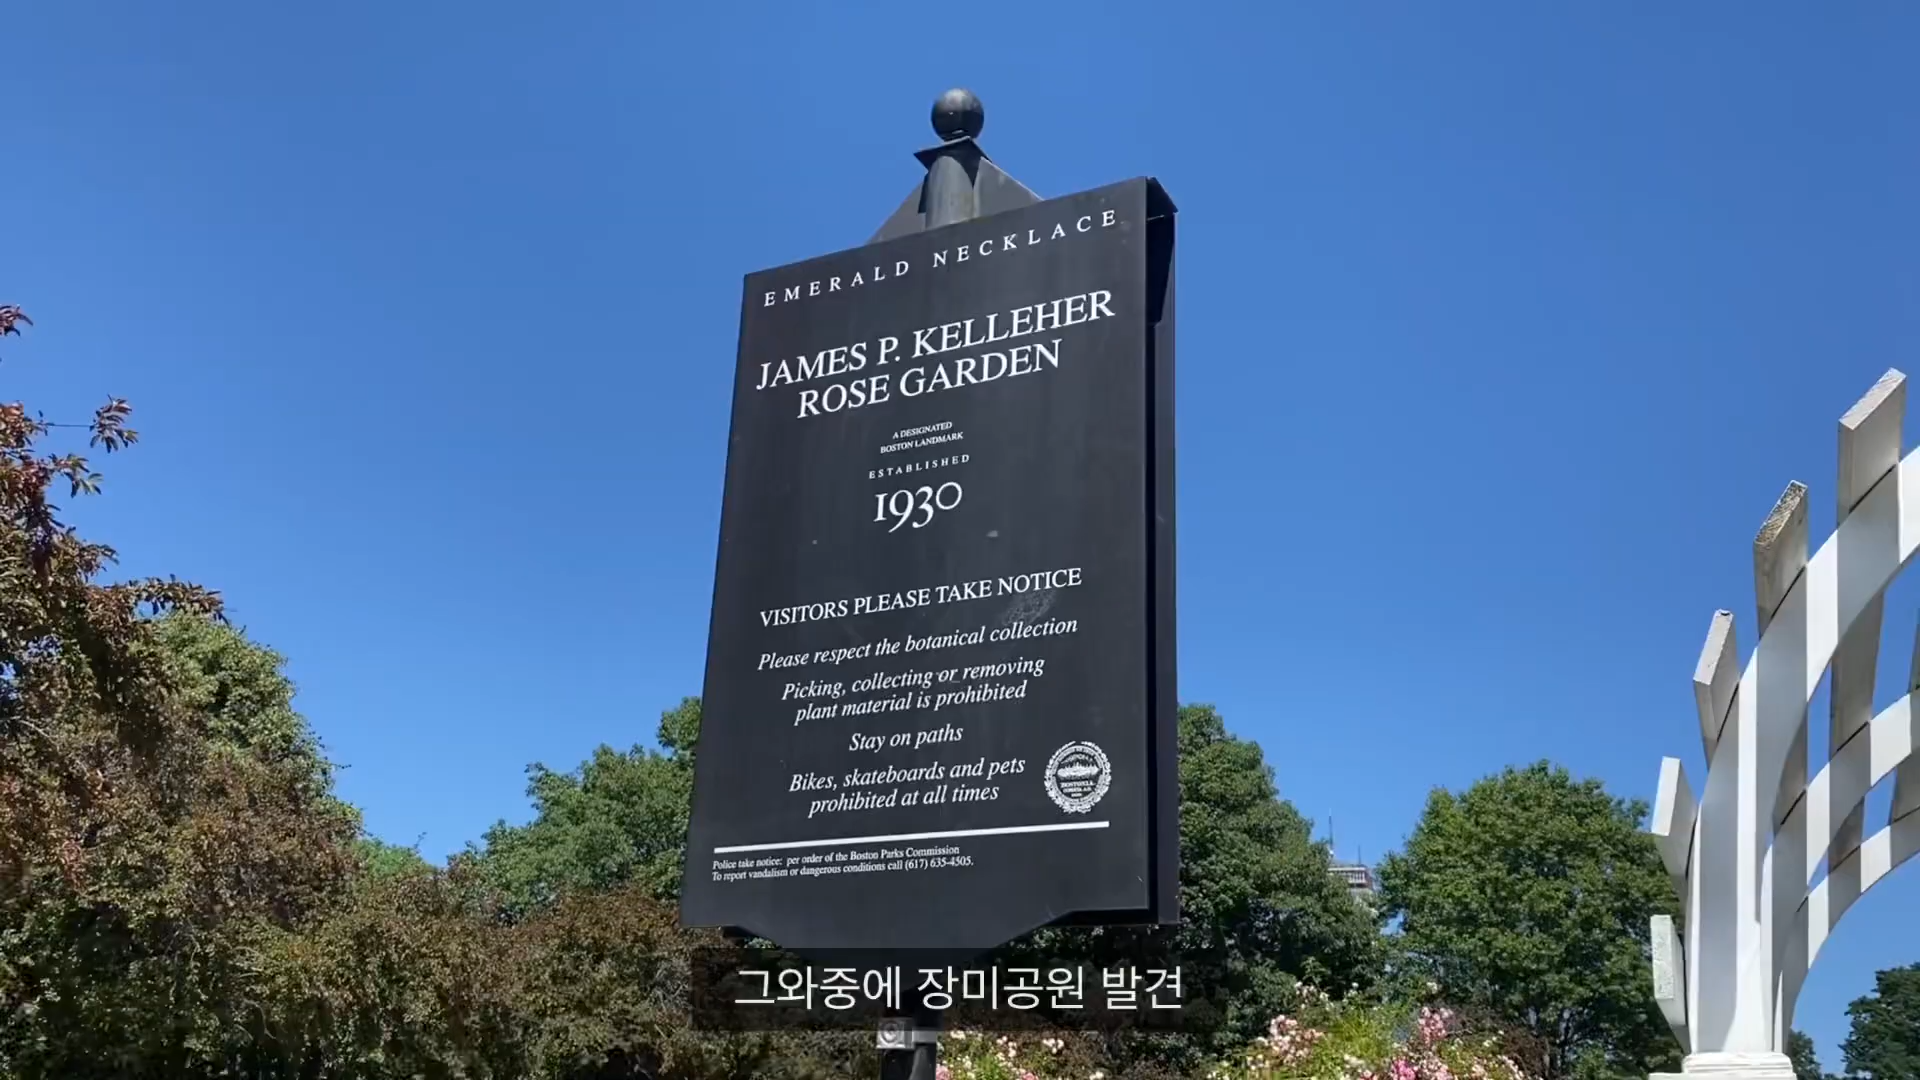 EMERALD NECKLACE
JAMES P. KELLEHER
ROSE GARDEN
A DESIGNATED
BOSTON LANDMARK
ESTABLISHED
1930
VISITORS PLEASE TAKE NOTICE
Please respect the botanical collection
Picking, collecting or removing
plant material is prohibited
Stay on paths
Bikes, skateboards and pets
prohibited at all times
Police take notice: per order of the Boston Parks Commission
To report vandalism or dangerous conditions call (617) 635-4505.
그와중에 장미공원 발견